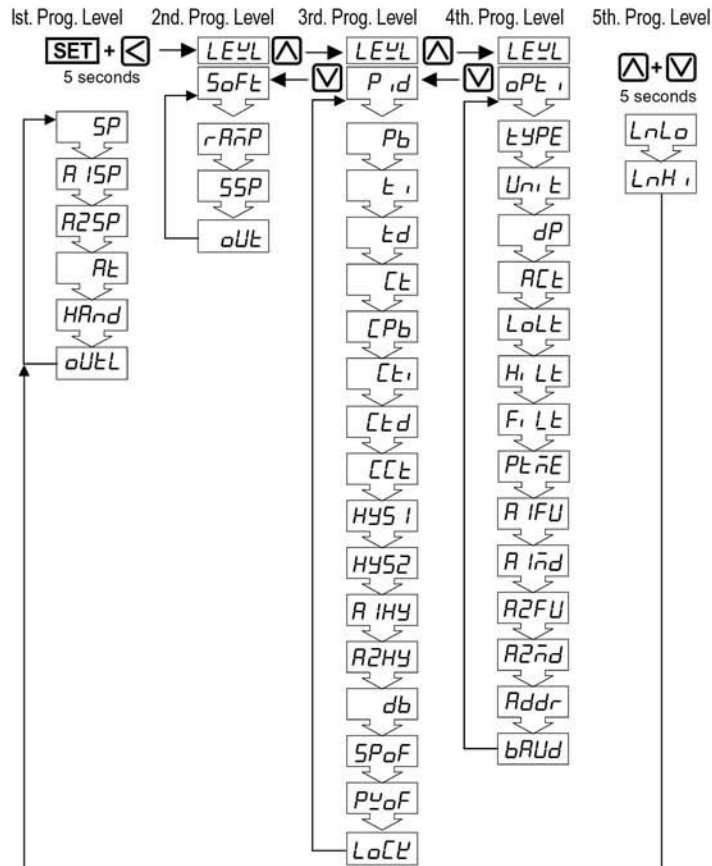 Ist. Prog. Level 2nd. Prog. Level 3rd. Prog. Level 4th. Prog. Level 5th. Prog. Level
SET + <
5 seconds
SP
A1SP
A2SP
At
HAnd
oUtL
LEVL
SoFt
rAmP
SSP
oUt
LEVL
Pid
Pb
ti
td
Ct
CPb
Cti
Ctd
CCt
HYS1
HYS2
A1HY
A2HY
db
SPoF
PVoF
LoCK
LEVL
oPti
tYPE
Unit
dP
ACt
LoLt
HiLt
FiLt
PtmE
A1FU
A1md
A2FU
A2md
Addr
bAUd
+
5 seconds
LnLo
LnHi